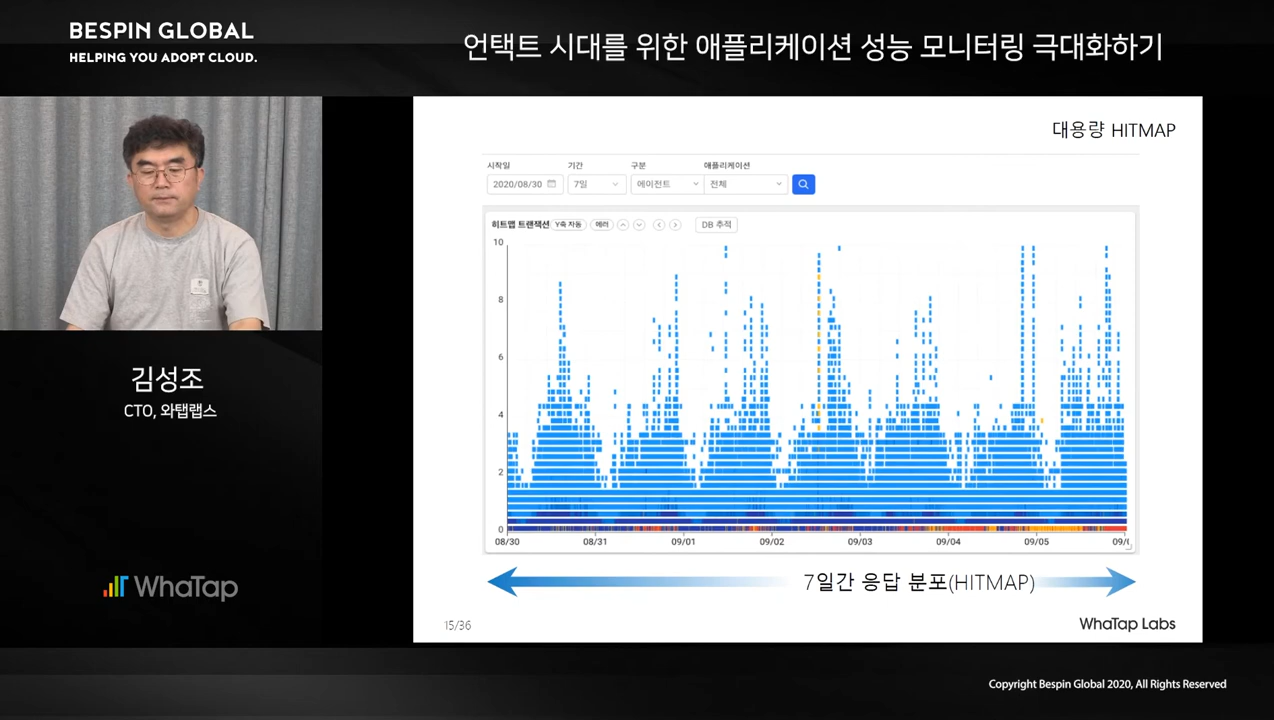 BESPIN GLOBAL
HELPING YOU ADOPT CLOUD.
언택트 시대를 위한 애플리케이션 성능 모니터링 극대화하기
김성조
CTO, 와탭랩스
WhaTap
대용량 HITMAP
시작일 기간 구분 애플리케이션
2020/08/30 7일 에이전트 전체
히트맵 트랜잭션 Y축 자동 에러 DB 추적
10
8
6
4
2
0
08/30 08/31 09/01 09/02 09/03 09/04 09/05 09/(
7일간 응답 분포(HITMAP)
15/36
WhaTap Labs
Copyright Bespin Global 2020, All Rights Reserved